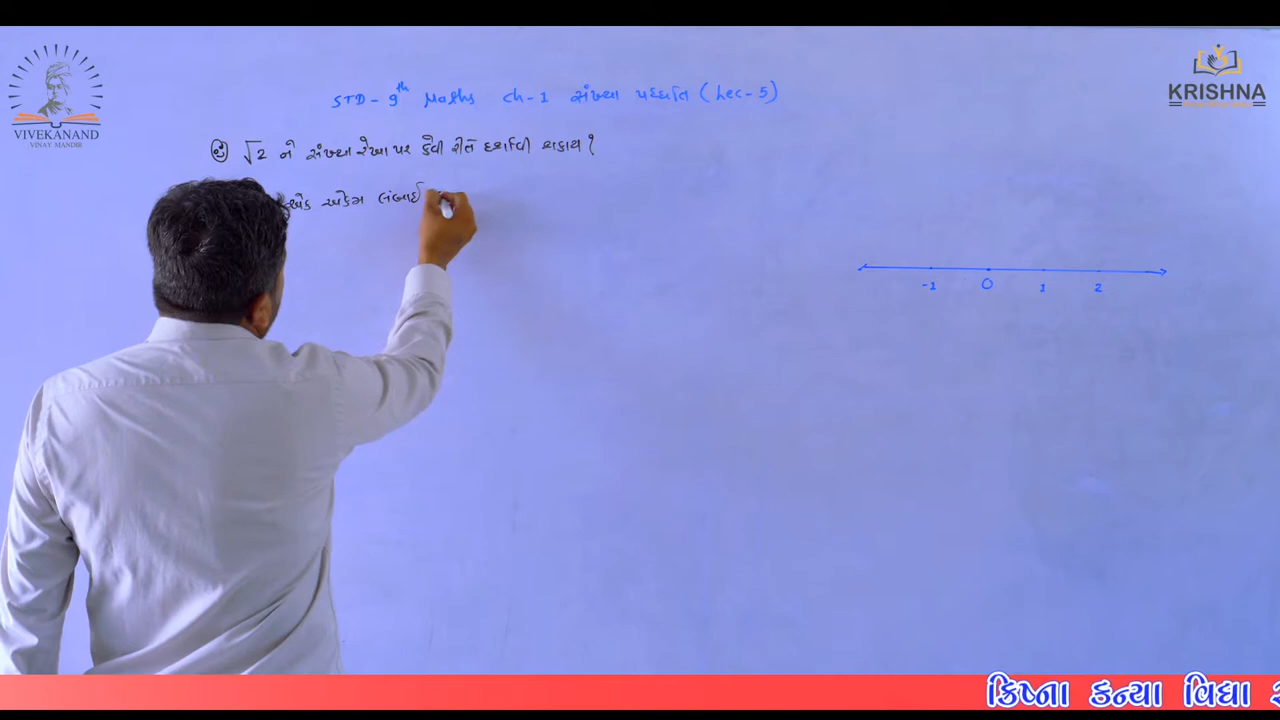 VIVEKANAND
VINAY MANDIR
KRISHNA
STD - 9th Maths Ch-1 સંખ્યા પદ્ધતિ (Lec-5)
√2 ને સંખ્યા રેખા પર કેવી રીતે દર્શાવી શકાય?
એક એકમ લંબાઈ
-1 0 1 2
ક્રિષ્ના કન્યા વિદ્યા